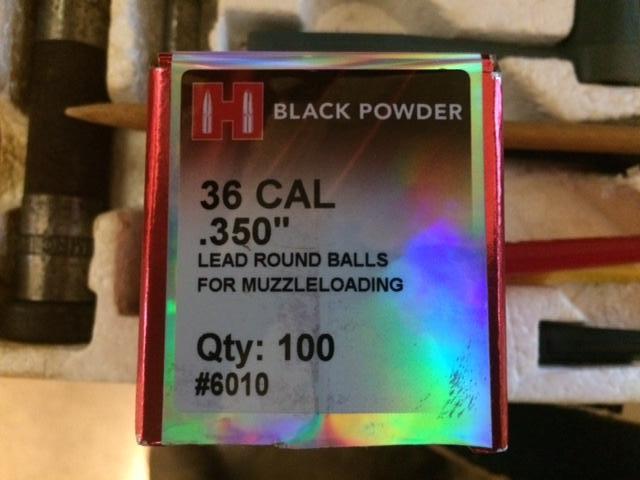 H BLACK POWDER
36 CAL
.350"
LEAD ROUND BALLS
FOR MUZZLELOADING
Qty: 100
#6010